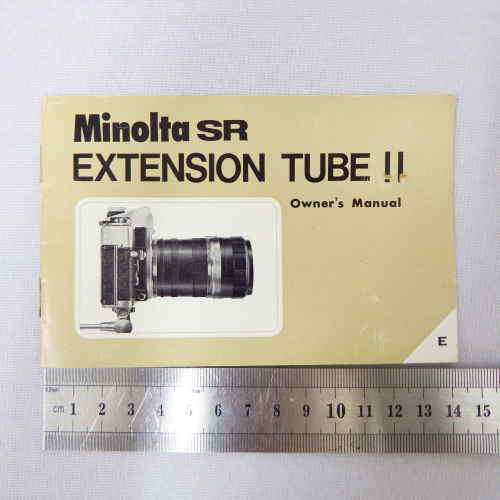 Minolta SR
EXTENSION TUBE II
Owner's Manual
E
cm 1 2 3 4 5 6 7 8 9 10 11 12 13 14 15